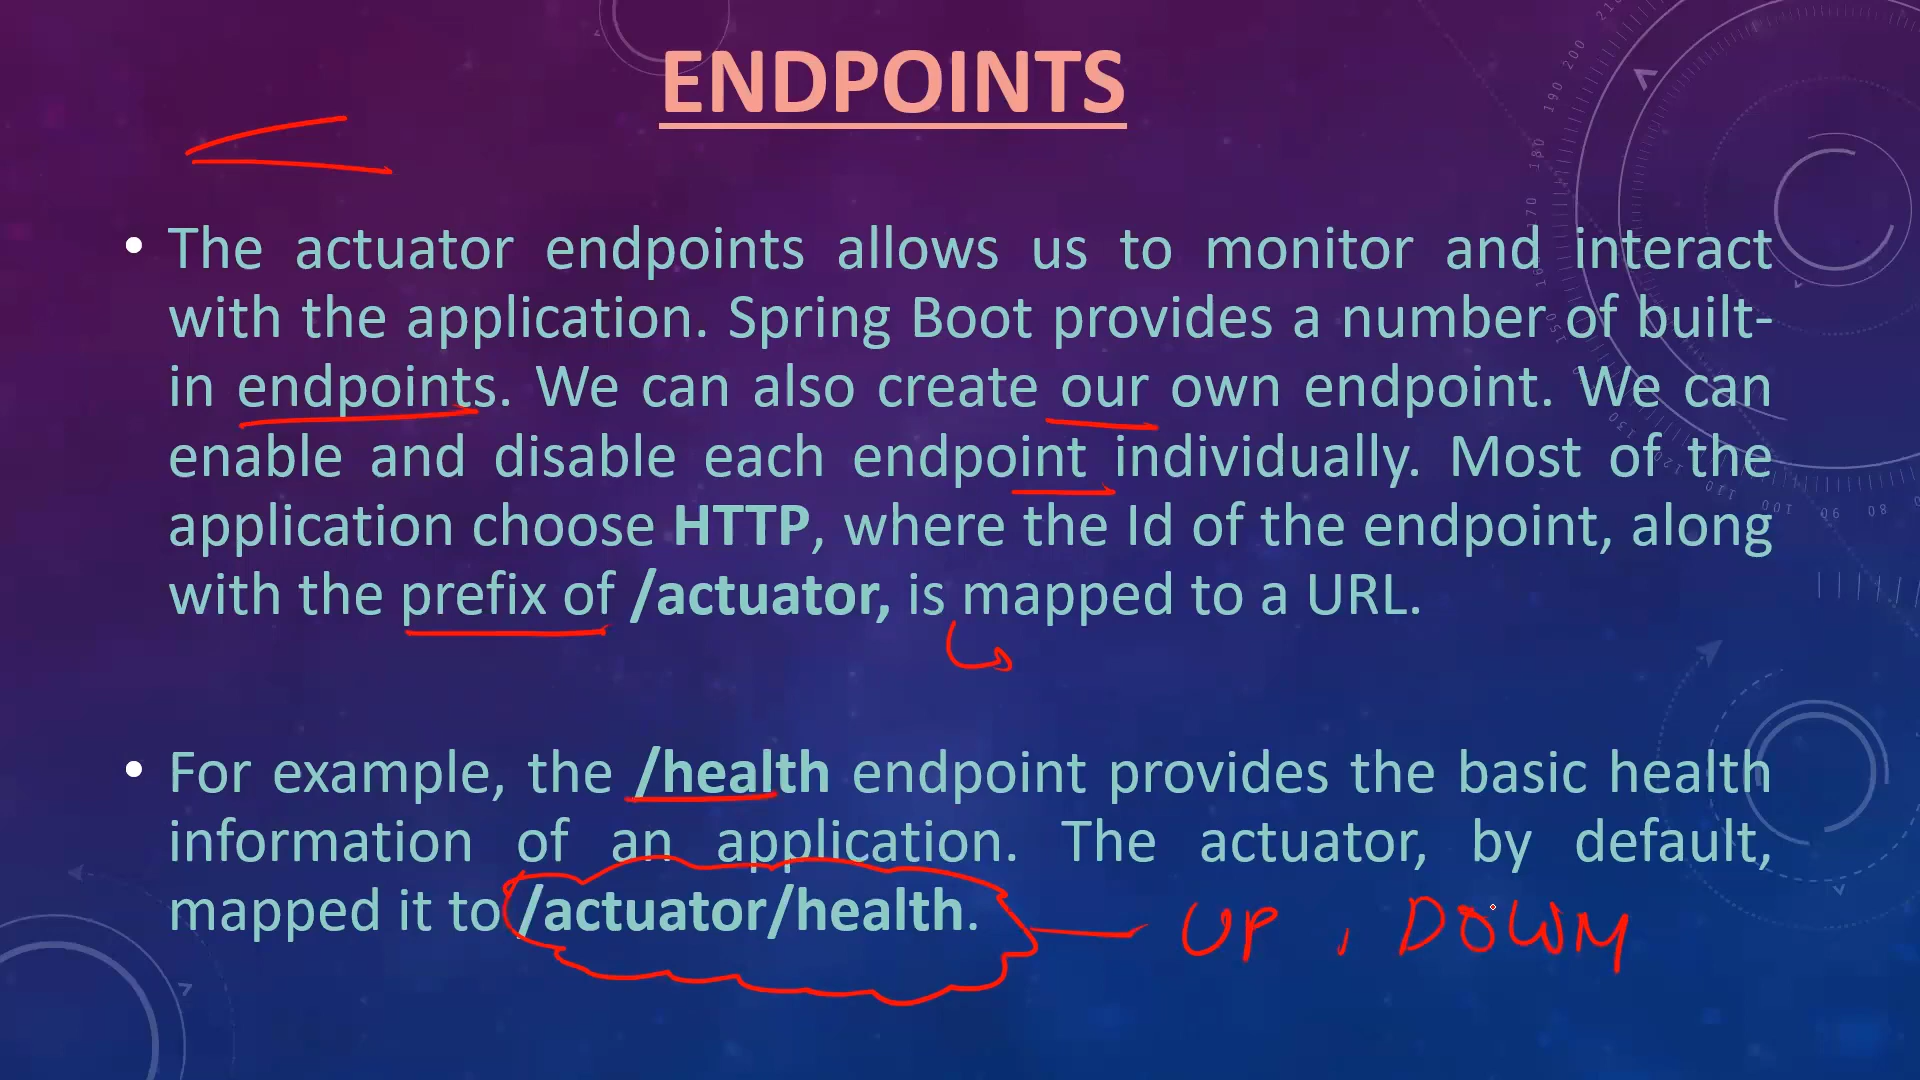 ENDPOINTS
• The actuator endpoints allows us to monitor and interact
with the application. Spring Boot provides a number of built-
in endpoints. We can also create our own endpoint. We can
enable and disable each endpoint individually. Most of the
application choose HTTP, where the Id of the endpoint, along
with the prefix of /actuator, is mapped to a URL.
• For example, the /health endpoint provides the basic health
information of an application. The actuator, by default,
mapped it to /actuator/health.
UP , DOWN